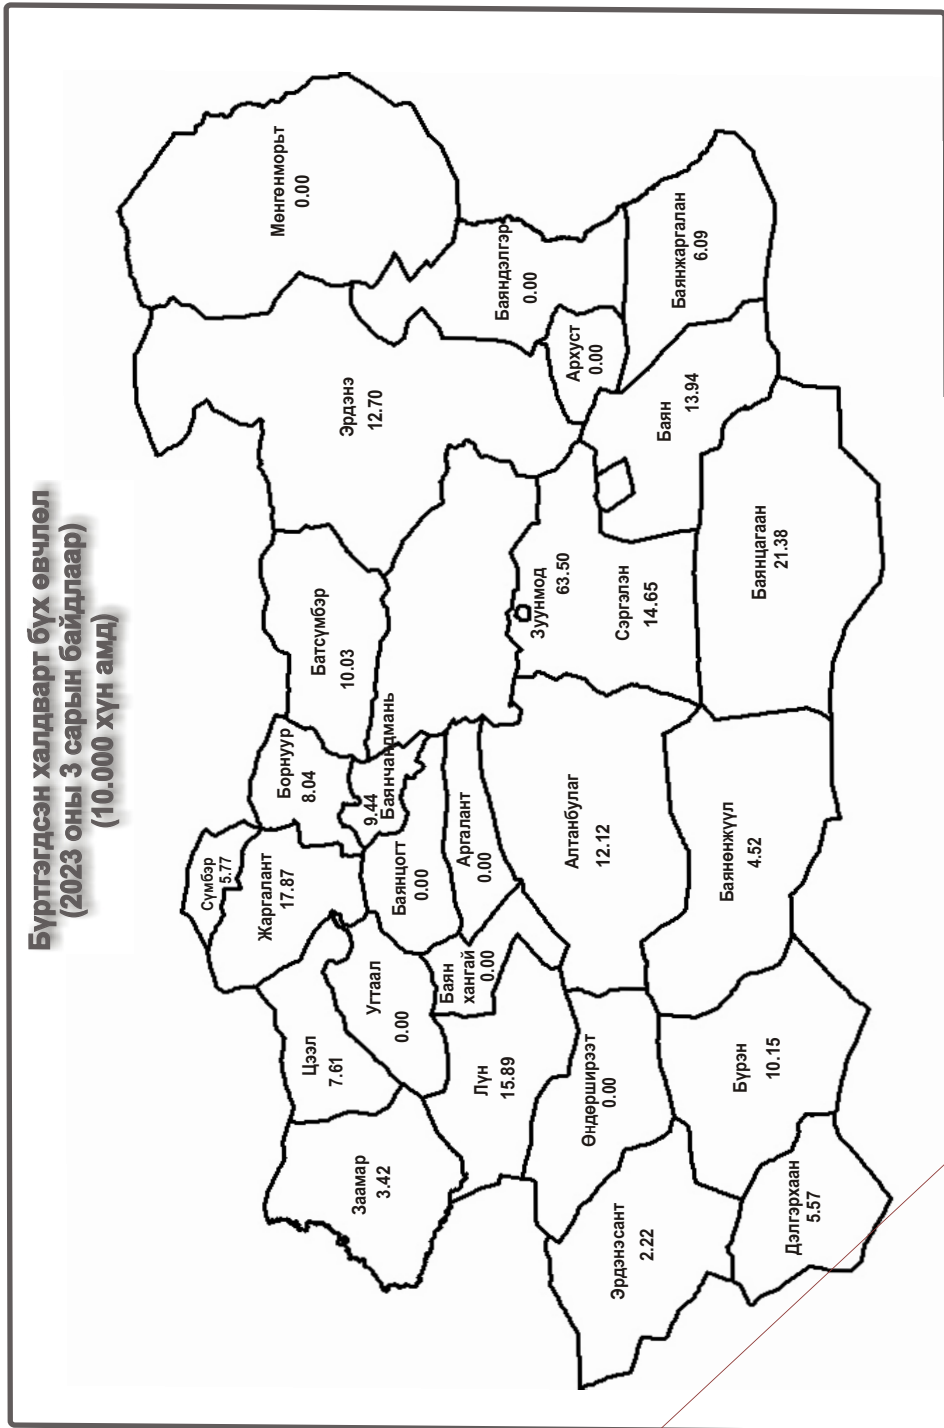 Бүртгэгдсэн халдварт бүх өвчлөл
(2023 оны 3 сарын байдлаар)
(10.000 хүн амд)
Сүмбэр
5.77
Жаргалант
17.87
Борнуур
8.04
Батсүмбэр
10.03
Эрдэнэ
12.70
Мөнгөнморьт
0.00
Цээл
7.61
Заамар
3.42
Угтаал
0.00
Баянцогт
0.00
9.44
Баянчандмань
Баян
хангай
0.00
Аргалант
0.00
Лүн
15.89
Баяндэлгэр
0.00
Архуст
0.00
Зуунмод
63.50
Сэргэлэн
14.65
Баян
13.94
Баянжаргалан
6.09
Алтанбулаг
12.12
Өндөрширээт
0.00
Эрдэнэсант
2.22
Баянөнжүүл
4.52
Баянцагаан
21.38
Бүрэн
10.15
Дэлгэрхаан
5.57